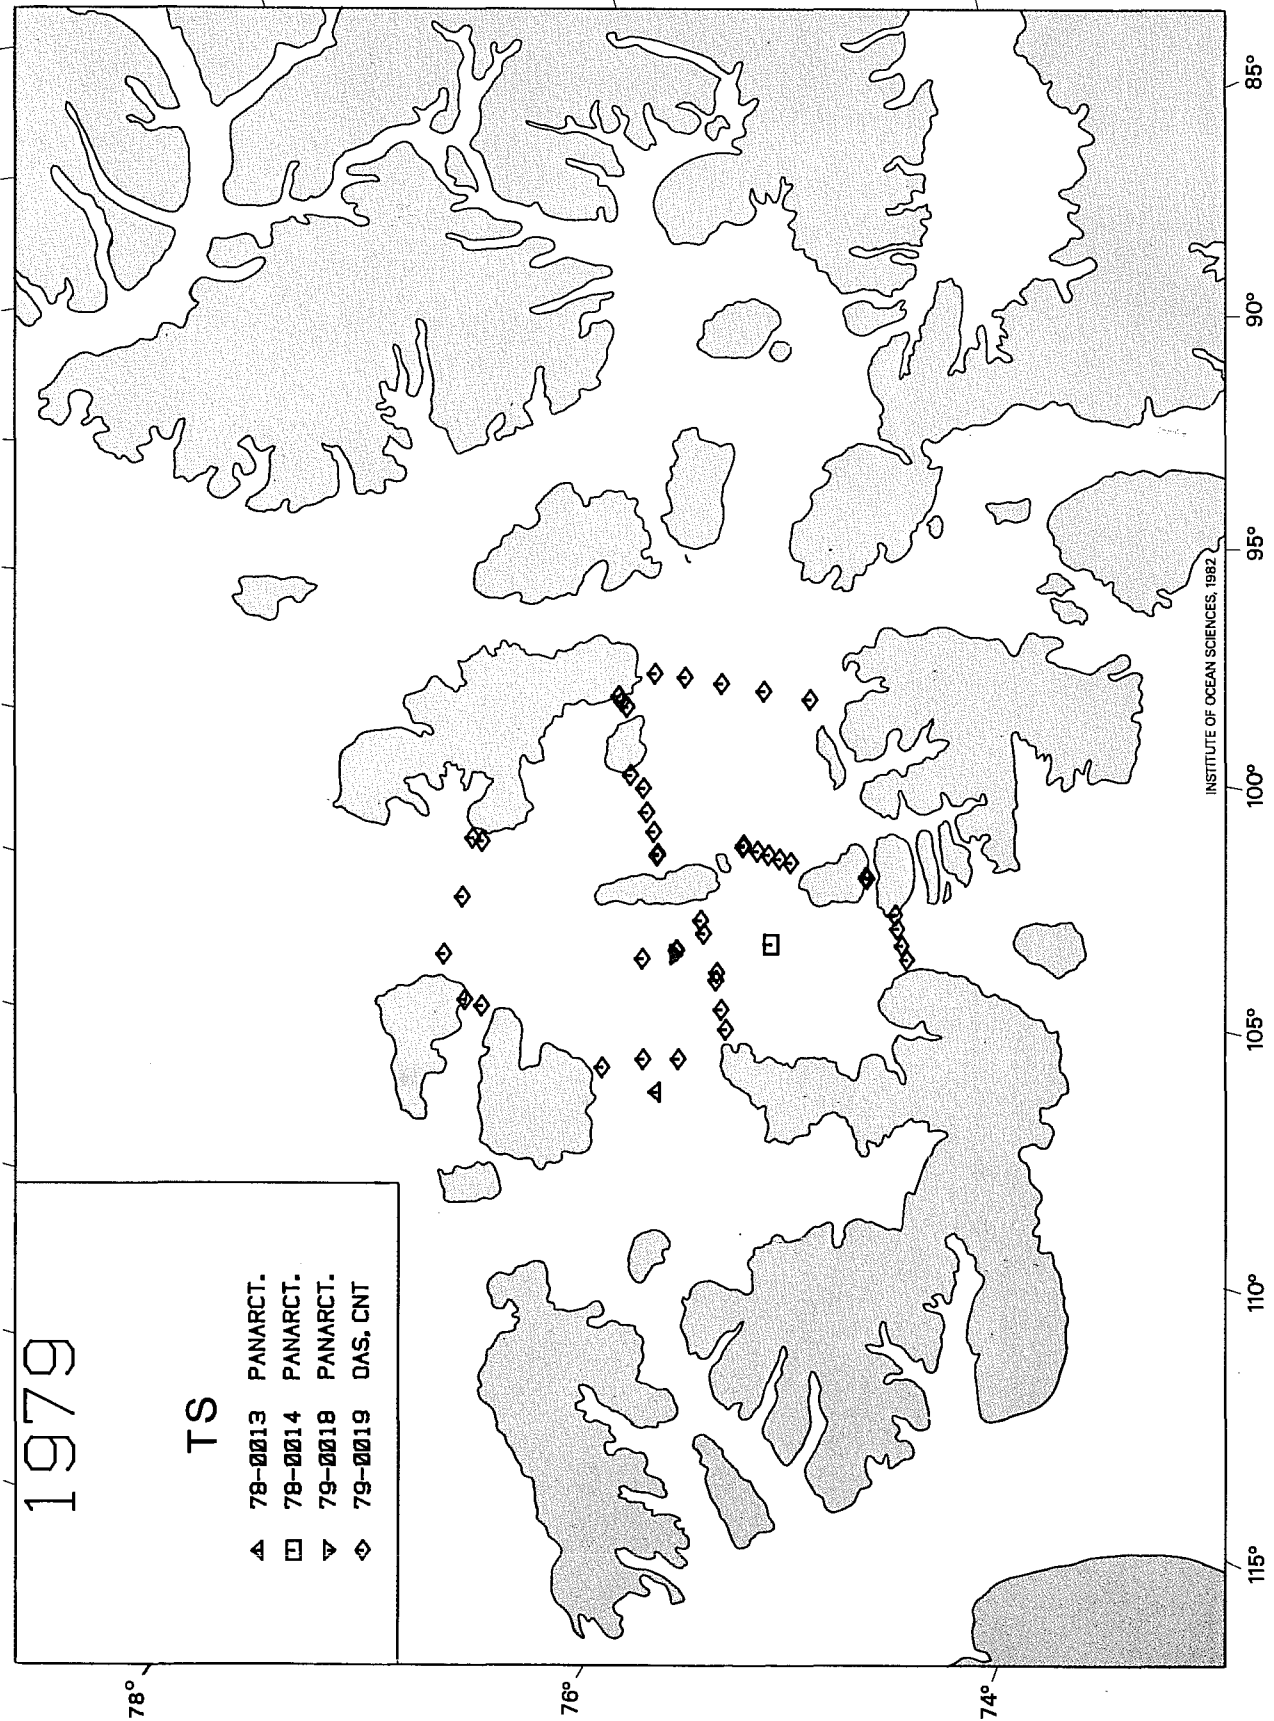 1979
TS
78-0013 PANARCT.
78-0014 PANARCT.
79-0018 PANARCT.
79-0019 OAS. CNT
78°
76°
74°
115°
110°
105°
100°
95°
90°
85°
INSTITUTE OF OCEAN SCIENCES, 1982